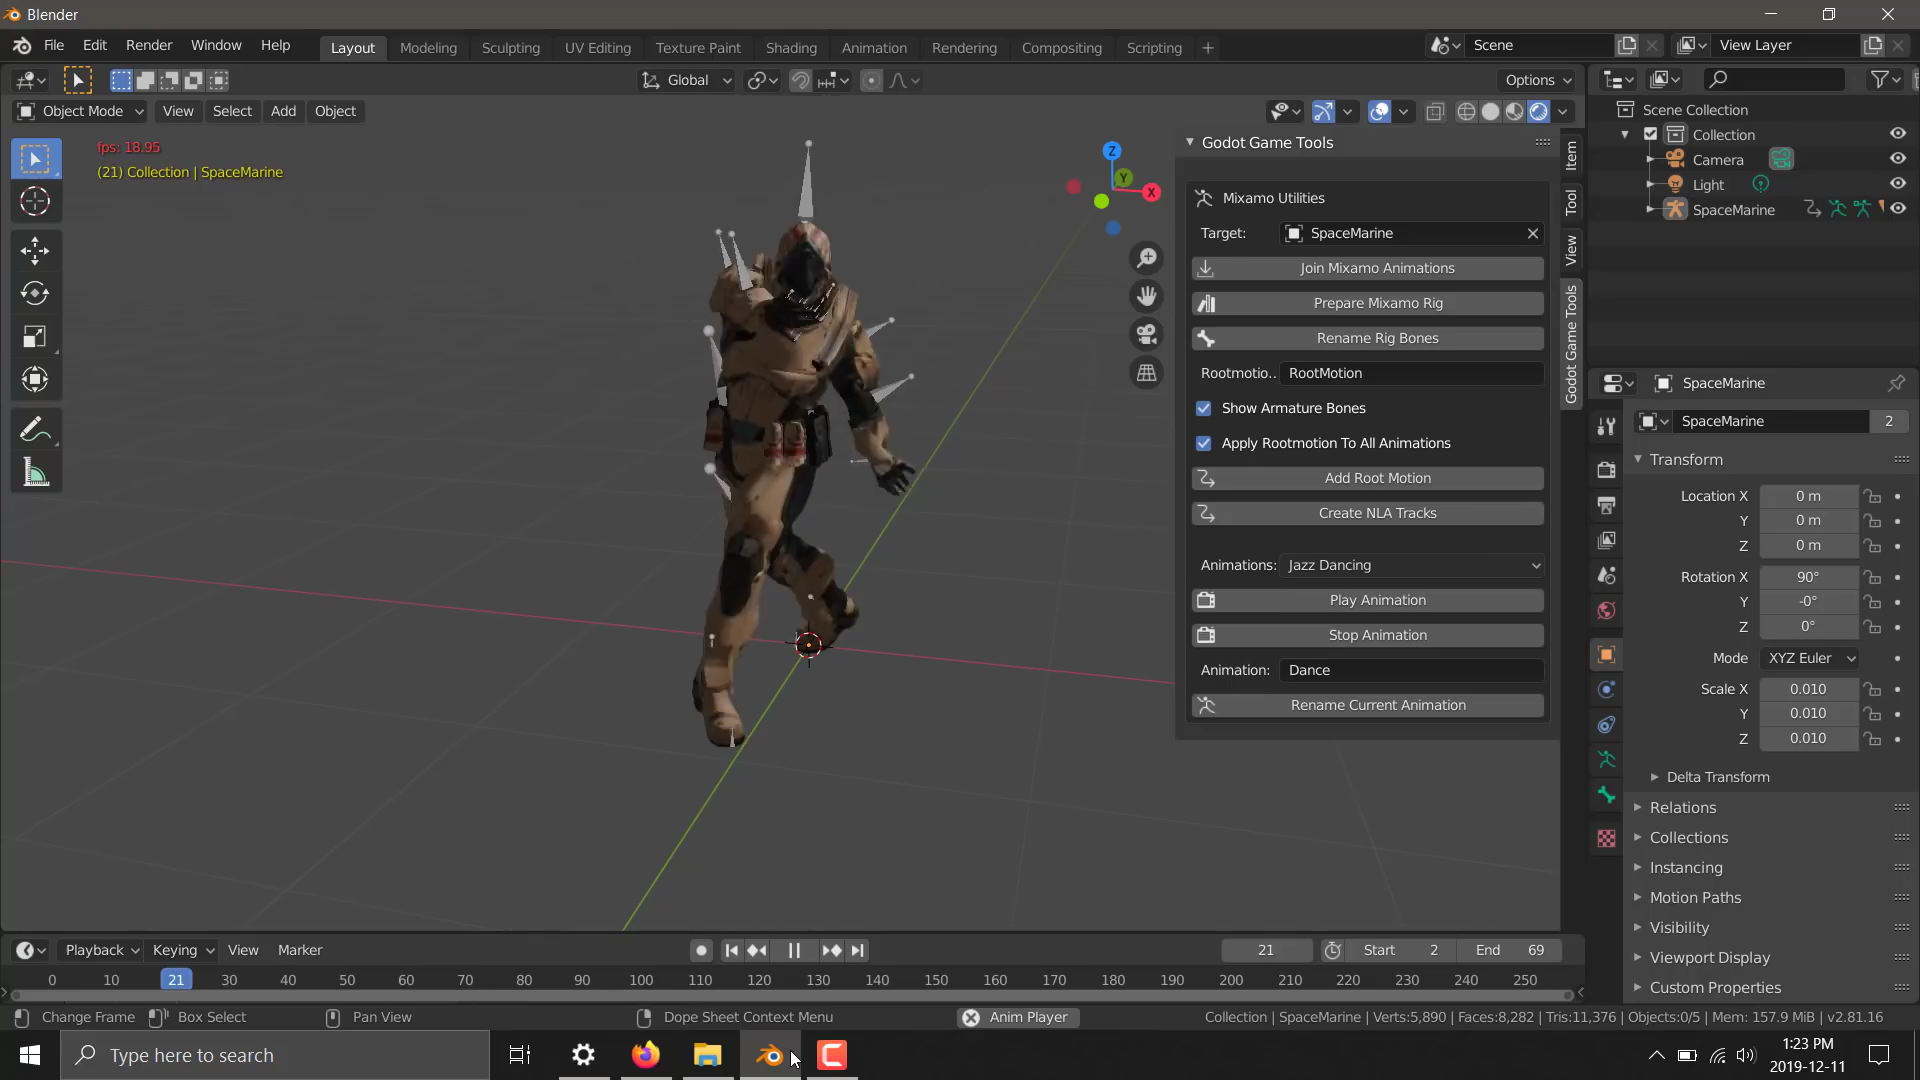 Blender
File Edit Render Window Help
Layout Modeling Sculpting UV Editing Texture Paint Shading Animation Rendering Compositing Scripting +
Scene
View Layer
Global
Options
Object Mode View Select Add Object
fps: 18.95
(21) Collection | SpaceMarine
Z
Y
X
Godot Game Tools
Mixamo Utilities
Target: SpaceMarine
Join Mixamo Animations
Prepare Mixamo Rig
Rename Rig Bones
Rootmotio.. RootMotion
Show Armature Bones
Apply Rootmotion To All Animations
Add Root Motion
Create NLA Tracks
Animations: Jazz Dancing
Play Animation
Stop Animation
Animation: Dance
Rename Current Animation
Item
Tool
View
Godot Game Tools
Scene Collection
Collection
Camera
Light
SpaceMarine
SpaceMarine
SpaceMarine 2
Transform
Location X 0 m
Y 0 m
Z 0 m
Rotation X 90°
Y -0°
Z 0°
Mode XYZ Euler
Scale X 0.010
Y 0.010
Z 0.010
Delta Transform
Relations
Collections
Instancing
Motion Paths
Visibility
Viewport Display
Custom Properties
Playback Keying View Marker
21 Start 2 End 69
0 10 21 30 40 50 60 70 80 90 100 110 120 130 140 150 160 170 180 190 200 210 220 230 240 250
Change Frame Box Select Pan View Dope Sheet Context Menu Anim Player
Collection | SpaceMarine | Verts:5,890 | Faces:8,282 | Tris:11,376 | Objects:0/5 | Mem: 157.9 MiB | v2.81.16
Type here to search
1:23 PM
2019-12-11